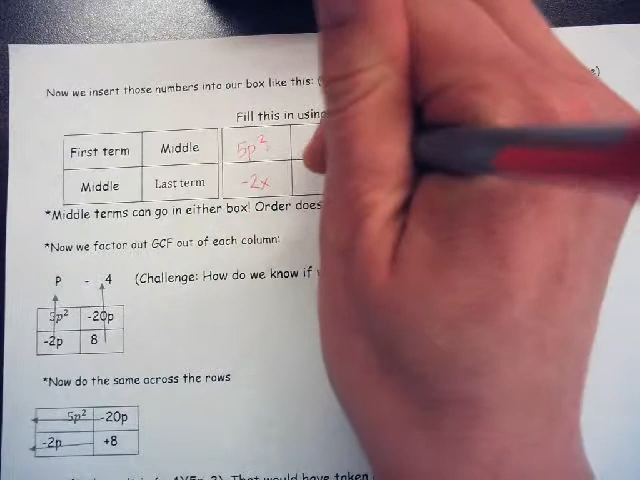 Now we insert those numbers into our box like this: (
Fill this in using
First term Middle 5p²
Middle Last term -2x
*Middle terms can go in either box! Order does
*Now we factor out GCF out of each column:
P - 4 (Challenge: How do we know if
5p² -20p
-2p 8
*Now do the same across the rows
5p² -20p
-2p +8
That would have taken